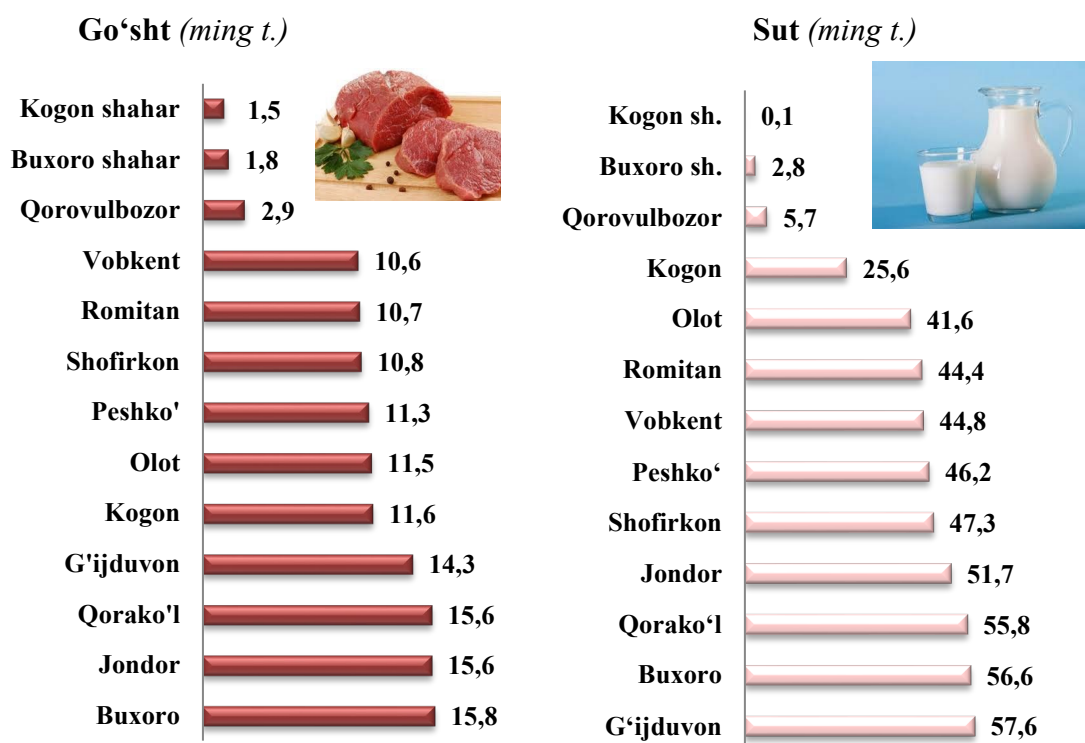 Go‘sht (ming t.)
Kogon shahar 1,5
Buxoro shahar 1,8
Qorovulbozor 2,9
Vobkent 10,6
Romitan 10,7
Shofirkon 10,8
Peshko' 11,3
Olot 11,5
Kogon 11,6
G'ijduvon 14,3
Qorako'l 15,6
Jondor 15,6
Buxoro 15,8
Sut (ming t.)
Kogon sh. 0,1
Buxoro sh. 2,8
Qorovulbozor 5,7
Kogon 25,6
Olot 41,6
Romitan 44,4
Vobkent 44,8
Peshko‘ 46,2
Shofirkon 47,3
Jondor 51,7
Qorako‘l 55,8
Buxoro 56,6
G‘ijduvon 57,6